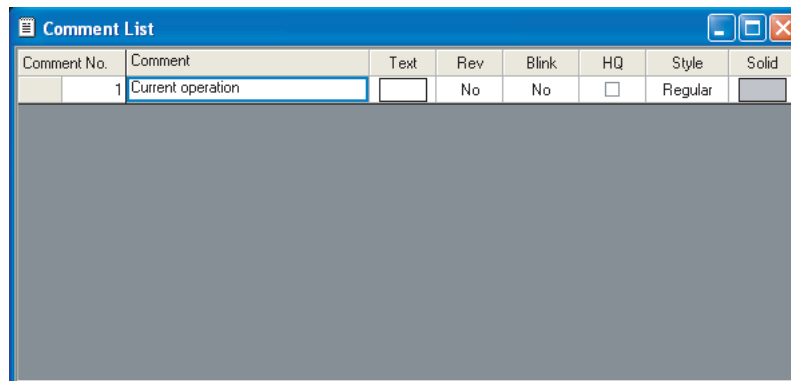 Comment List
Comment No. Comment Text Rev Blink HQ Style Solid
1 Current operation No No Regular